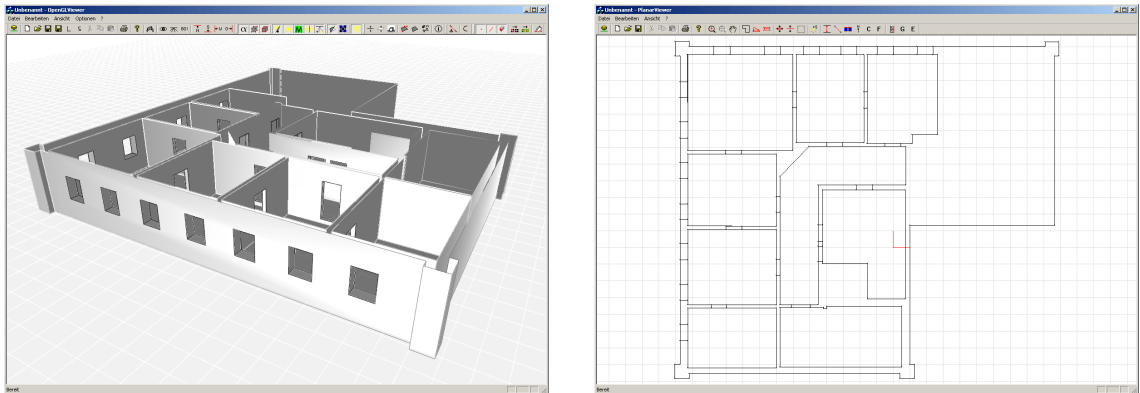 Unbenannt - OpenGLViewer
Datei Bearbeiten Ansicht Optionen ?
Bereit
Unbenannt - PlanarViewer
Datei Bearbeiten Ansicht ?
C F G E
Bereit